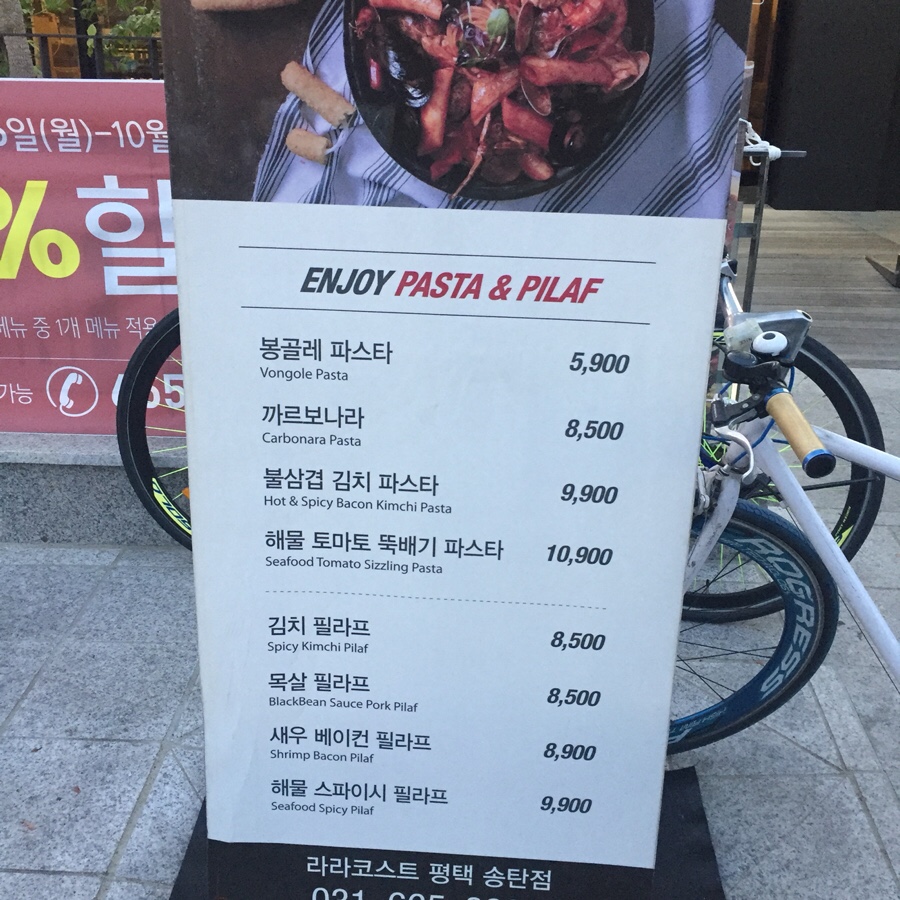 일(월)-10월
% 할
메뉴 중 1개 메뉴 적용
가능
ENJOY PASTA & PILAF
봉골레 파스타 5,900
Vongole Pasta
까르보나라 8,500
Carbonara Pasta
불삼겹 김치 파스타 9,900
Hot & Spicy Bacon Kimchi Pasta
해물 토마토 뚝배기 파스타 10,900
Seafood Tomato Sizzling Pasta
김치 필라프 8,500
Spicy Kimchi Pilaf
목살 필라프 8,500
BlackBean Sauce Pork Pilaf
새우 베이컨 필라프 8,900
Shrimp Bacon Pilaf
해물 스파이시 필라프 9,900
Seafood Spicy Pilaf
라라코스트 평택 송탄점
PROGRESS